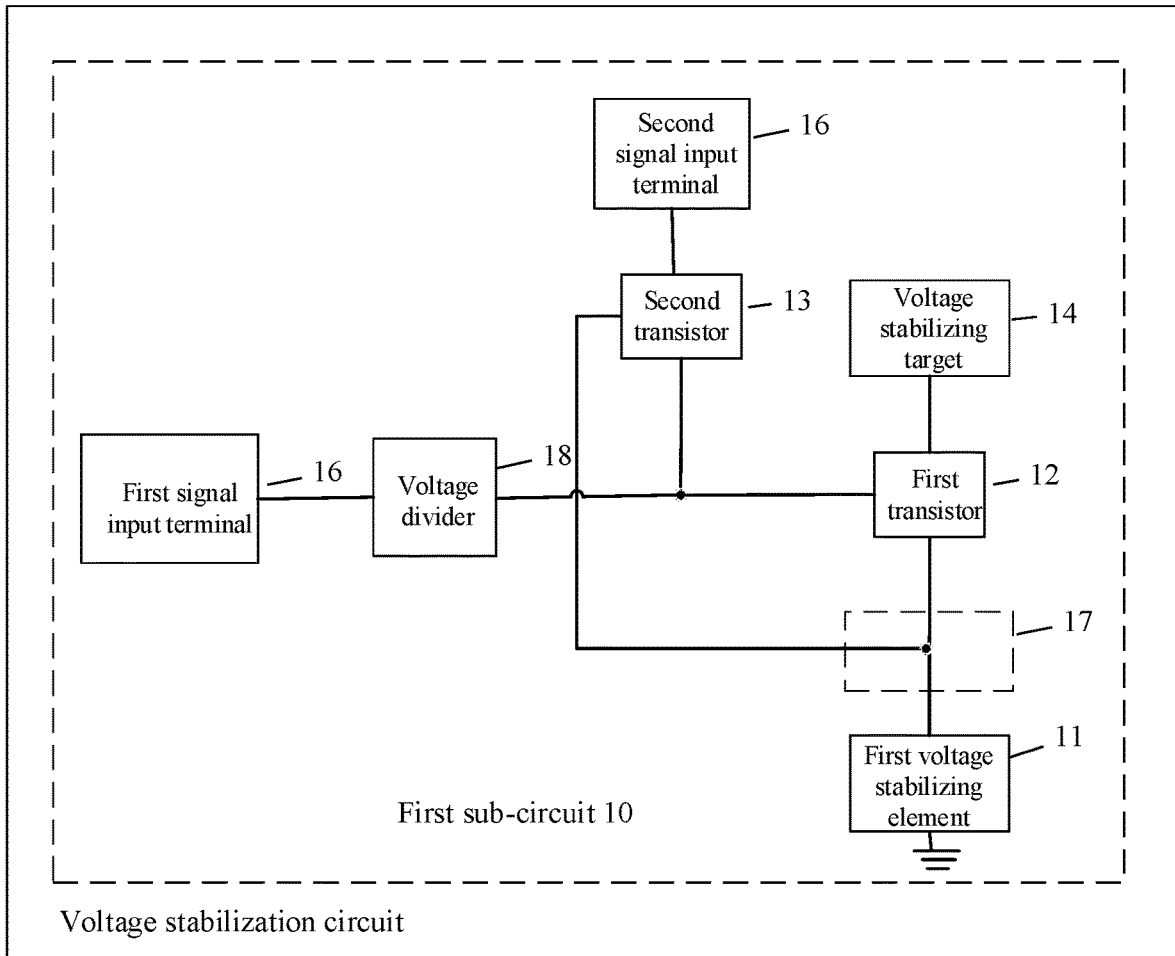 Second
signal input
terminal
16
Second
transistor
13
Voltage
stabilizing
target
14
First signal
input terminal
16
Voltage
divider
18
First
transistor
12
17
First voltage
stabilizing
element
11
First sub-circuit 10
Voltage stabilization circuit